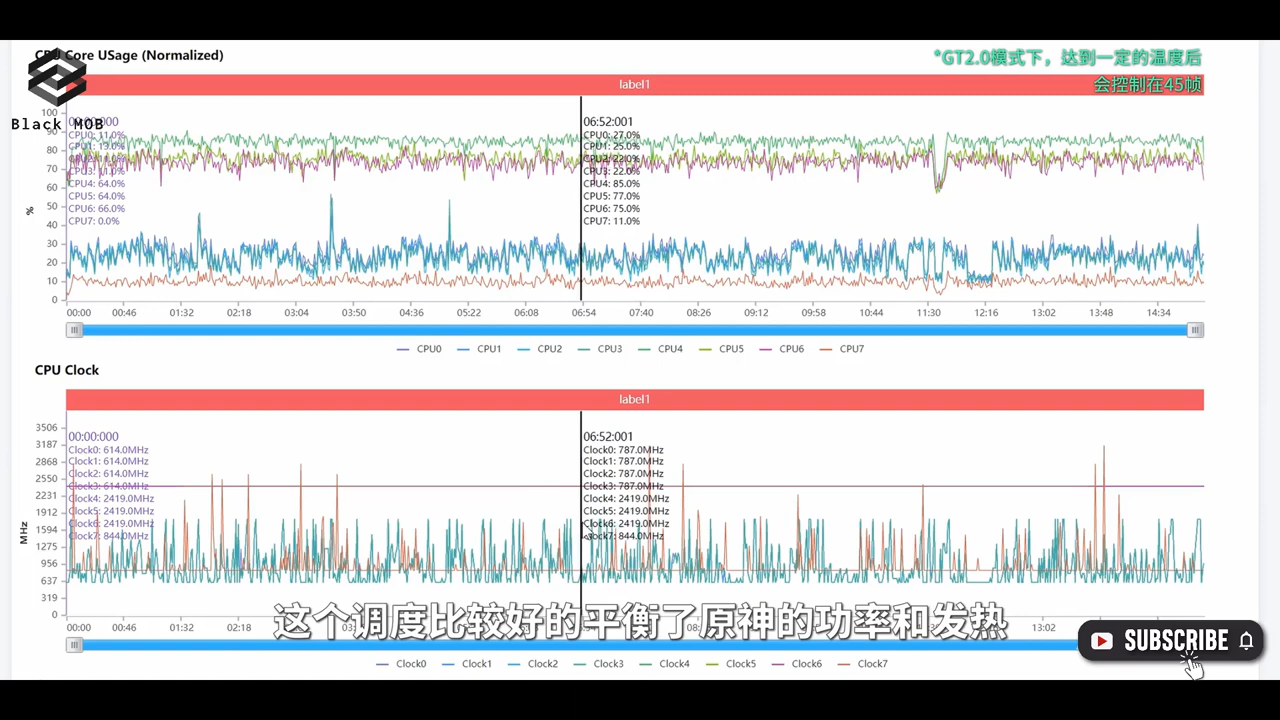 CPU Core USage (Normalized)
*GT2.0模式下，达到一定的温度后
会控制在45帧
label1
Black MOB
100
90
80
70
60
50
40
30
20
10
0
%
00:00:000
CPU0: 11.0%
CPU1: 13.0%
CPU3: 11.0%
CPU4: 64.0%
CPU5: 64.0%
CPU6: 66.0%
CPU7: 0.0%
06:52:001
CPU0: 27.0%
CPU1: 25.0%
CPU2: 22.0%
CPU3: 22.0%
CPU4: 85.0%
CPU5: 77.0%
CPU6: 75.0%
CPU7: 11.0%
00:00 00:46 01:32 02:18 03:04 03:50 04:36 05:22 06:08 06:54 07:40 08:26 09:12 09:58 10:44 11:30 12:16 13:02 13:48 14:34
CPU0 CPU1 CPU2 CPU3 CPU4 CPU5 CPU6 CPU7
CPU Clock
label1
3506
3187
2868
2550
2231
1912
1594
1275
956
637
319
0
MHz
00:00:000
Clock0: 614.0MHz
Clock1: 614.0MHz
Clock2: 614.0MHz
Clock3: 614.0MHz
Clock4: 2419.0MHz
Clock5: 2419.0MHz
Clock6: 2419.0MHz
Clock7: 844.0MHz
06:52:001
Clock0: 787.0MHz
Clock1: 787.0MHz
Clock2: 787.0MHz
Clock3: 787.0MHz
Clock4: 2419.0MHz
Clock5: 2419.0MHz
Clock6: 2419.0MHz
Clock7: 844.0MHz
00:00 00:46 01:32 02:18 13:02
这个调度比较好的平衡了原神的功率和发热
SUBSCRIBE
Clock0 Clock1 Clock2 Clock3 Clock4 Clock5 Clock6 Clock7